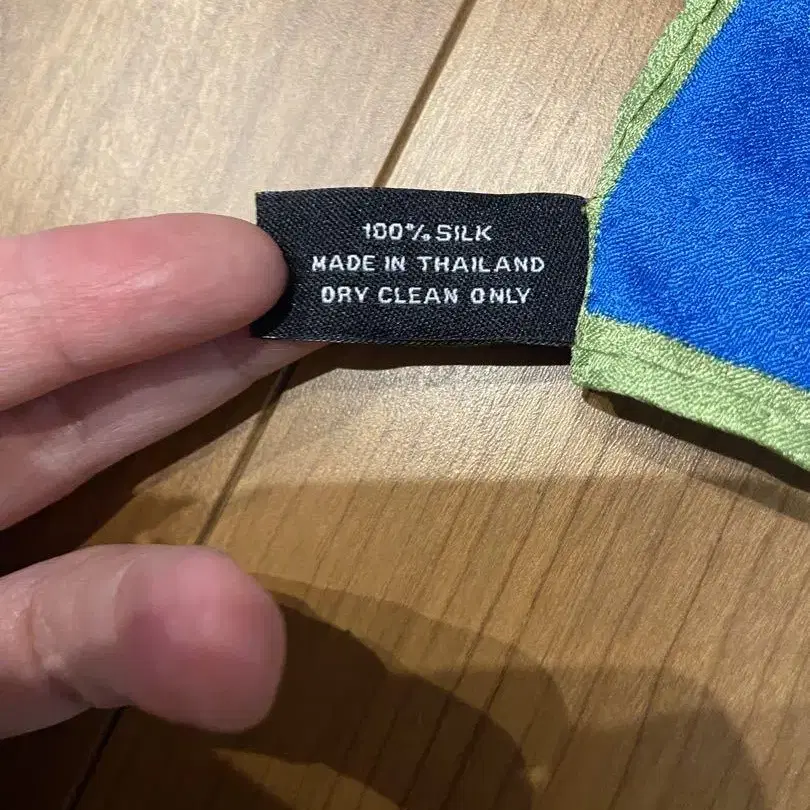 100% SILK
MADE IN THAILAND
DRY CLEAN ONLY